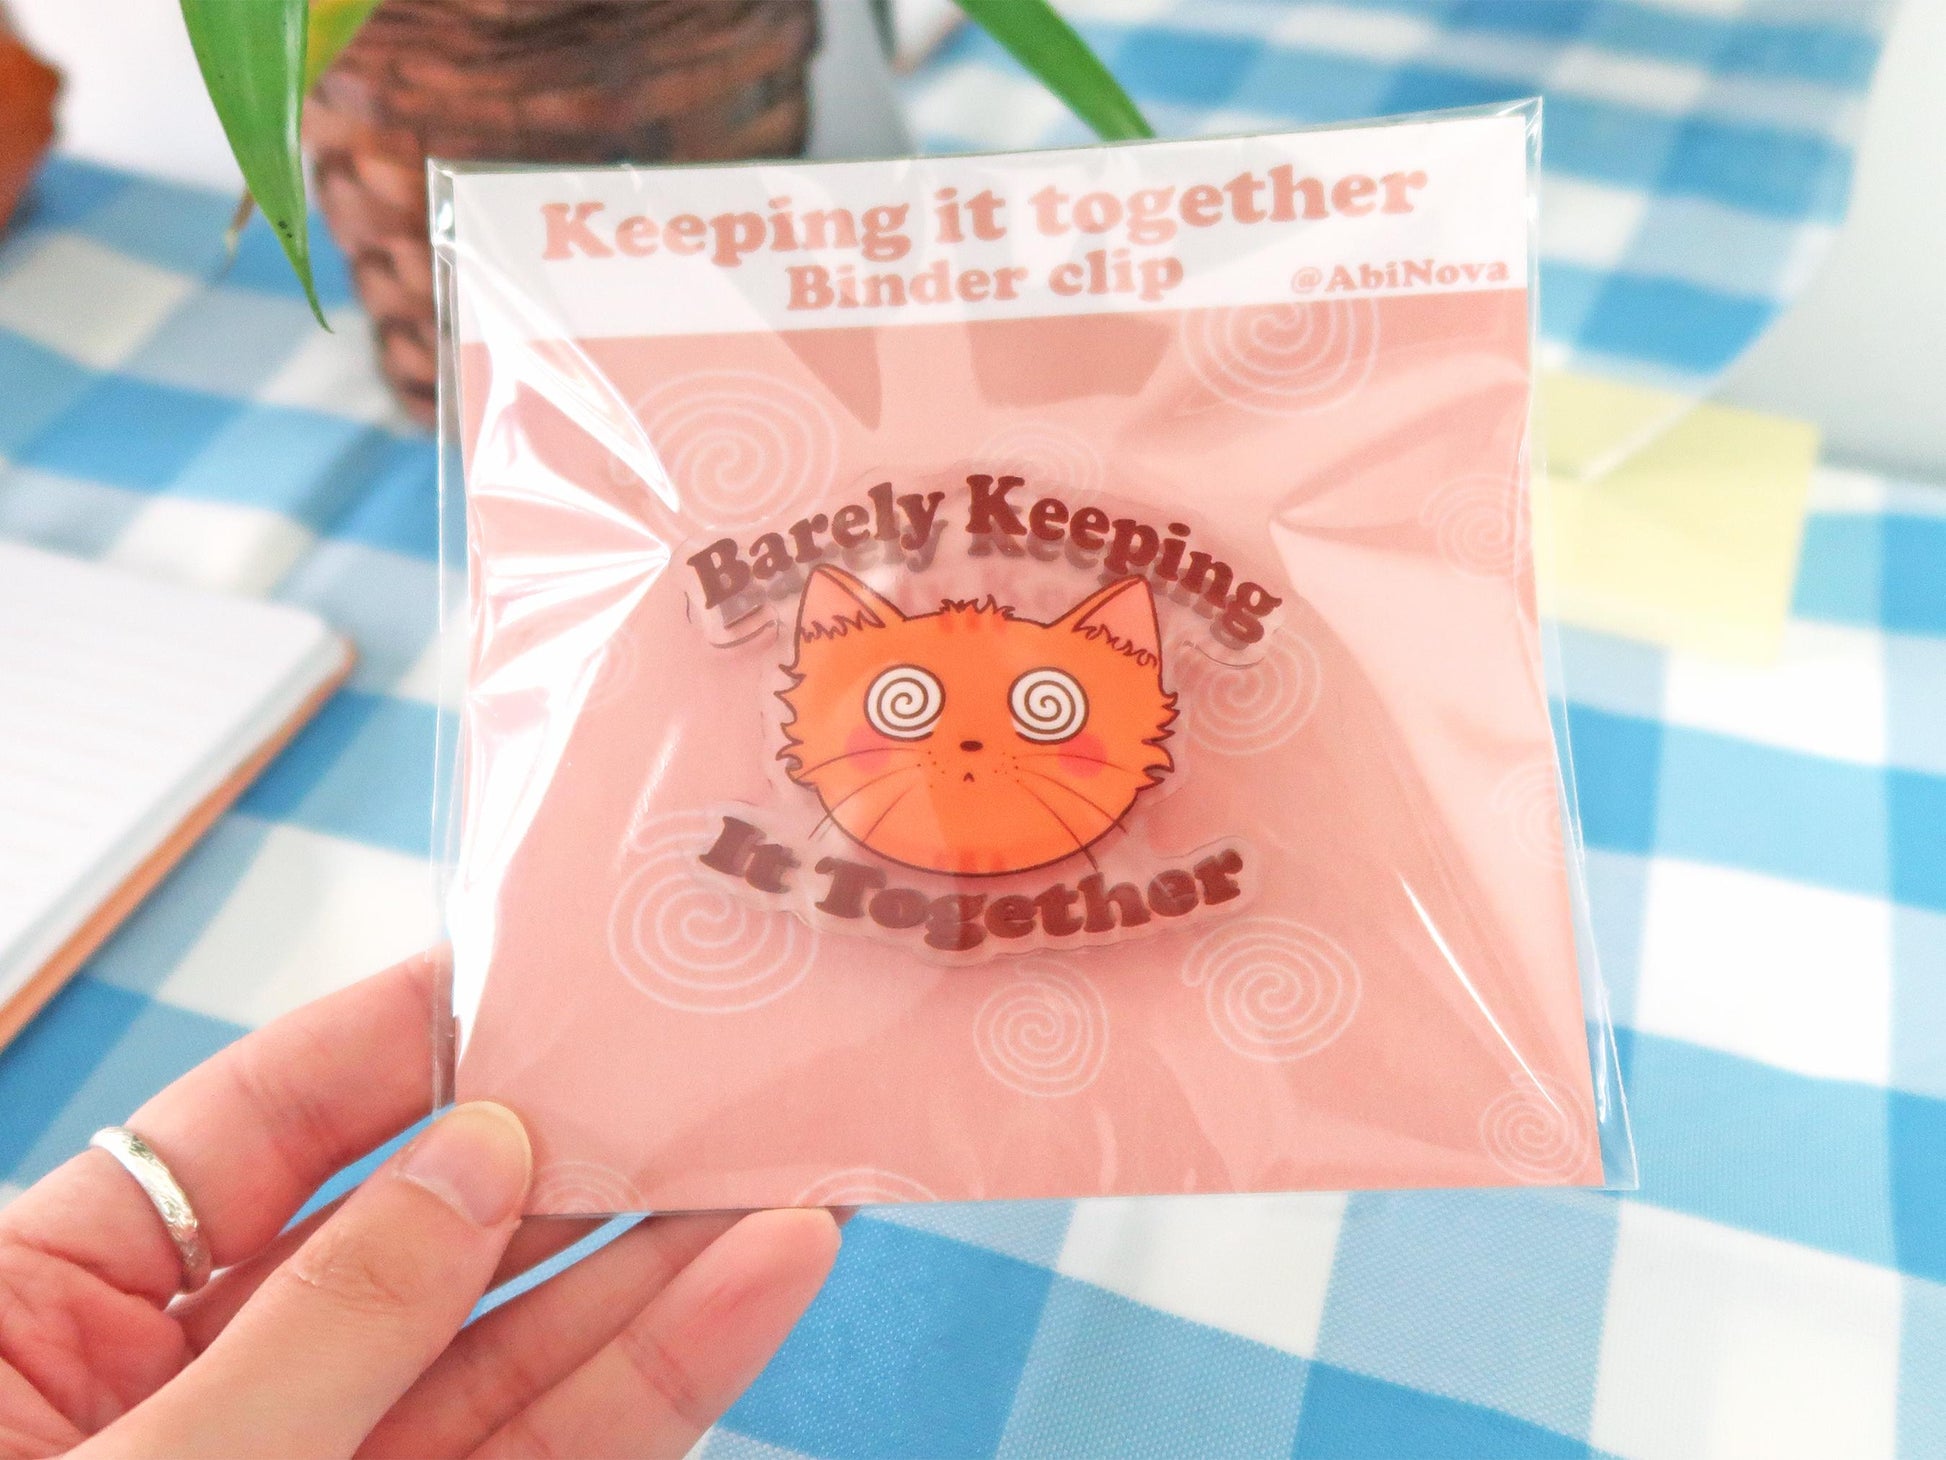 Keeping it together
Binder clip @AbiNova
Barely Keeping
It Together